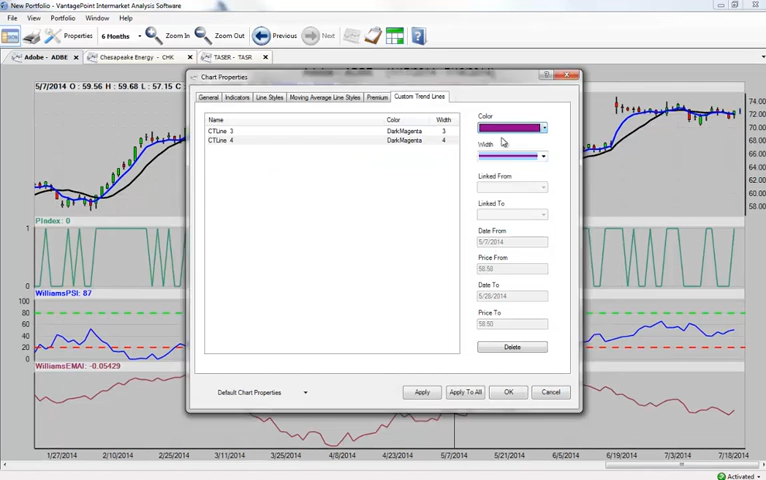 New Portfolio - VantagePoint Intermarket Analysis Software
File View Portfolio Window Help
Properties 6 Months Zoom In Zoom Out Previous Next
Adobe - ADBE Chesapeake Energy - CHK TASER - TASR
5/7/2014 | O: 59.56 | H: 59.68 | L: 57.15
Chart Properties
General Indicators Line Styles Moving Average Line Styles Premium Custom Trend Lines
Name Color Width
CTLine 3 DarkMagenta 3
CTLine 4 DarkMagenta 4
Color
Width
Linked From
Linked To
Date From
5/7/2014
Price From
58.58
Date To
5/28/2014
Price To
58.50
Delete
Default Chart Properties Apply Apply To All OK Cancel
74.00
72.00
70.00
68.00
66.00
64.00
62.00
60.00
58.00
PIndex: 0
1
0
WilliamsPSI: 87
100
80
60
40
20
0
WilliamsEMAI: -0.05429
1/27/2014 2/10/2014 2/25/2014 3/11/2014 3/25/2014 4/8/2014 4/23/2014 5/7/2014 5/21/2014 6/5/2014 6/19/2014 7/3/2014 7/18/2014
Activated